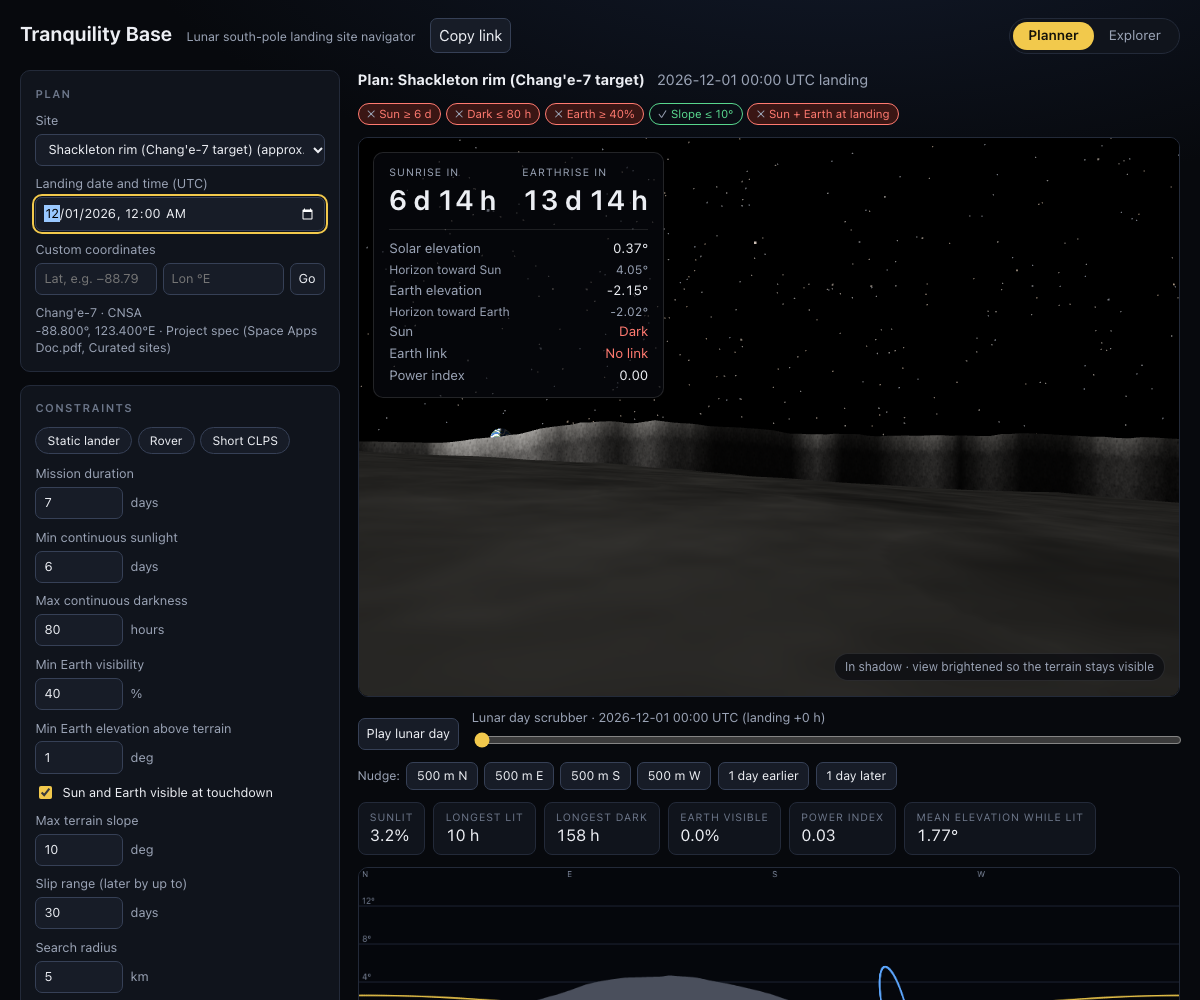 Tranquility Base Lunar south-pole landing site navigator Copy link Planner Explorer
PLAN
Site
Shackleton rim (Chang'e-7 target) (approx.
Landing date and time (UTC)
12/01/2026, 12:00 AM
Custom coordinates
Lat, e.g. −88.79 Lon °E Go
Chang'e-7 · CNSA
-88.800°, 123.400°E · Project spec (Space Apps
Doc.pdf, Curated sites)
CONSTRAINTS
Static lander Rover Short CLPS
Mission duration
7 days
Min continuous sunlight
6 days
Max continuous darkness
80 hours
Min Earth visibility
40 %
Min Earth elevation above terrain
1 deg
Sun and Earth visible at touchdown
Max terrain slope
10 deg
Slip range (later by up to)
30 days
Search radius
5 km
Plan: Shackleton rim (Chang'e-7 target) 2026-12-01 00:00 UTC landing
✕ Sun ≥ 6 d ✕ Dark ≤ 80 h ✕ Earth ≥ 40% ✓ Slope ≤ 10° ✕ Sun + Earth at landing
SUNRISE IN EARTHRISE IN
6 d 14 h 13 d 14 h
Solar elevation 0.37°
Horizon toward Sun 4.05°
Earth elevation -2.15°
Horizon toward Earth -2.02°
Sun Dark
Earth link No link
Power index 0.00
In shadow · view brightened so the terrain stays visible
Lunar day scrubber · 2026-12-01 00:00 UTC (landing +0 h)
Play lunar day
Nudge: 500 m N 500 m E 500 m S 500 m W 1 day earlier 1 day later
SUNLIT LONGEST LIT LONGEST DARK EARTH VISIBLE POWER INDEX MEAN ELEVATION WHILE LIT
3.2% 10 h 158 h 0.0% 0.03 1.77°
N E S W
12°
8°
4°